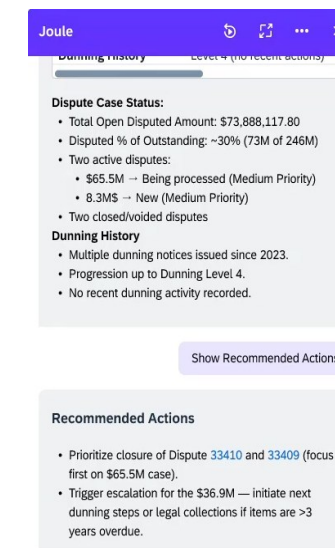 Joule
Dunning History Level 4 (no recent actions)
Dispute Case Status:
• Total Open Disputed Amount: $73,888,117.80
• Disputed % of Outstanding: ~30% (73M of 246M)
• Two active disputes:
• $65.5M → Being processed (Medium Priority)
• 8.3M$ → New (Medium Priority)
• Two closed/voided disputes
Dunning History
• Multiple dunning notices issued since 2023.
• Progression up to Dunning Level 4.
• No recent dunning activity recorded.
Show Recommended Actions
Recommended Actions
• Prioritize closure of Dispute 33410 and 33409 (focus
first on $65.5M case).
• Trigger escalation for the $36.9M — initiate next
dunning steps or legal collections if items are >3
years overdue.